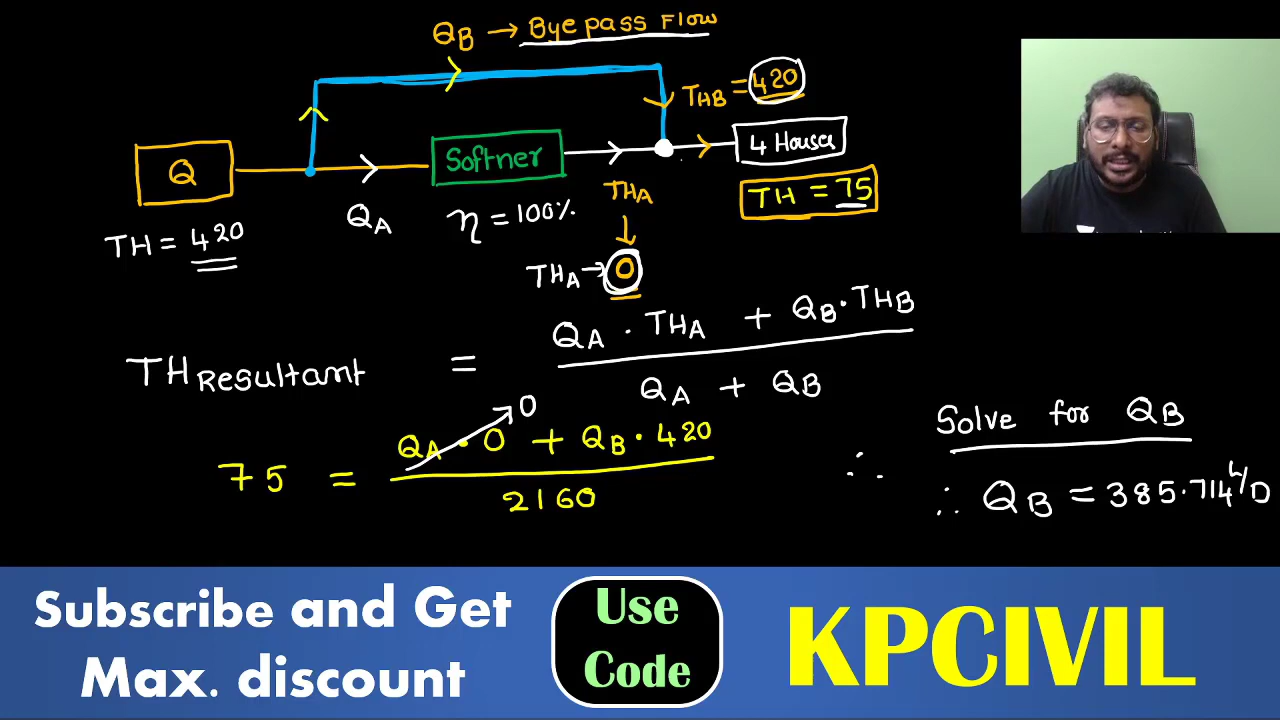 QB → Bye pass Flow
THB = 420
Q
Softner
4 Houses
TH = 420
QA
η = 100%
THA
TH = 75
THA → 0
THResultant = QA · THA + QB · THB
QA + QB
0
75 = QA · 0 + QB · 420
2160
Solve for QB
∴
∴ QB = 385.714 L/D
Subscribe and Get
Max. discount
Use
Code
KPCIVIL